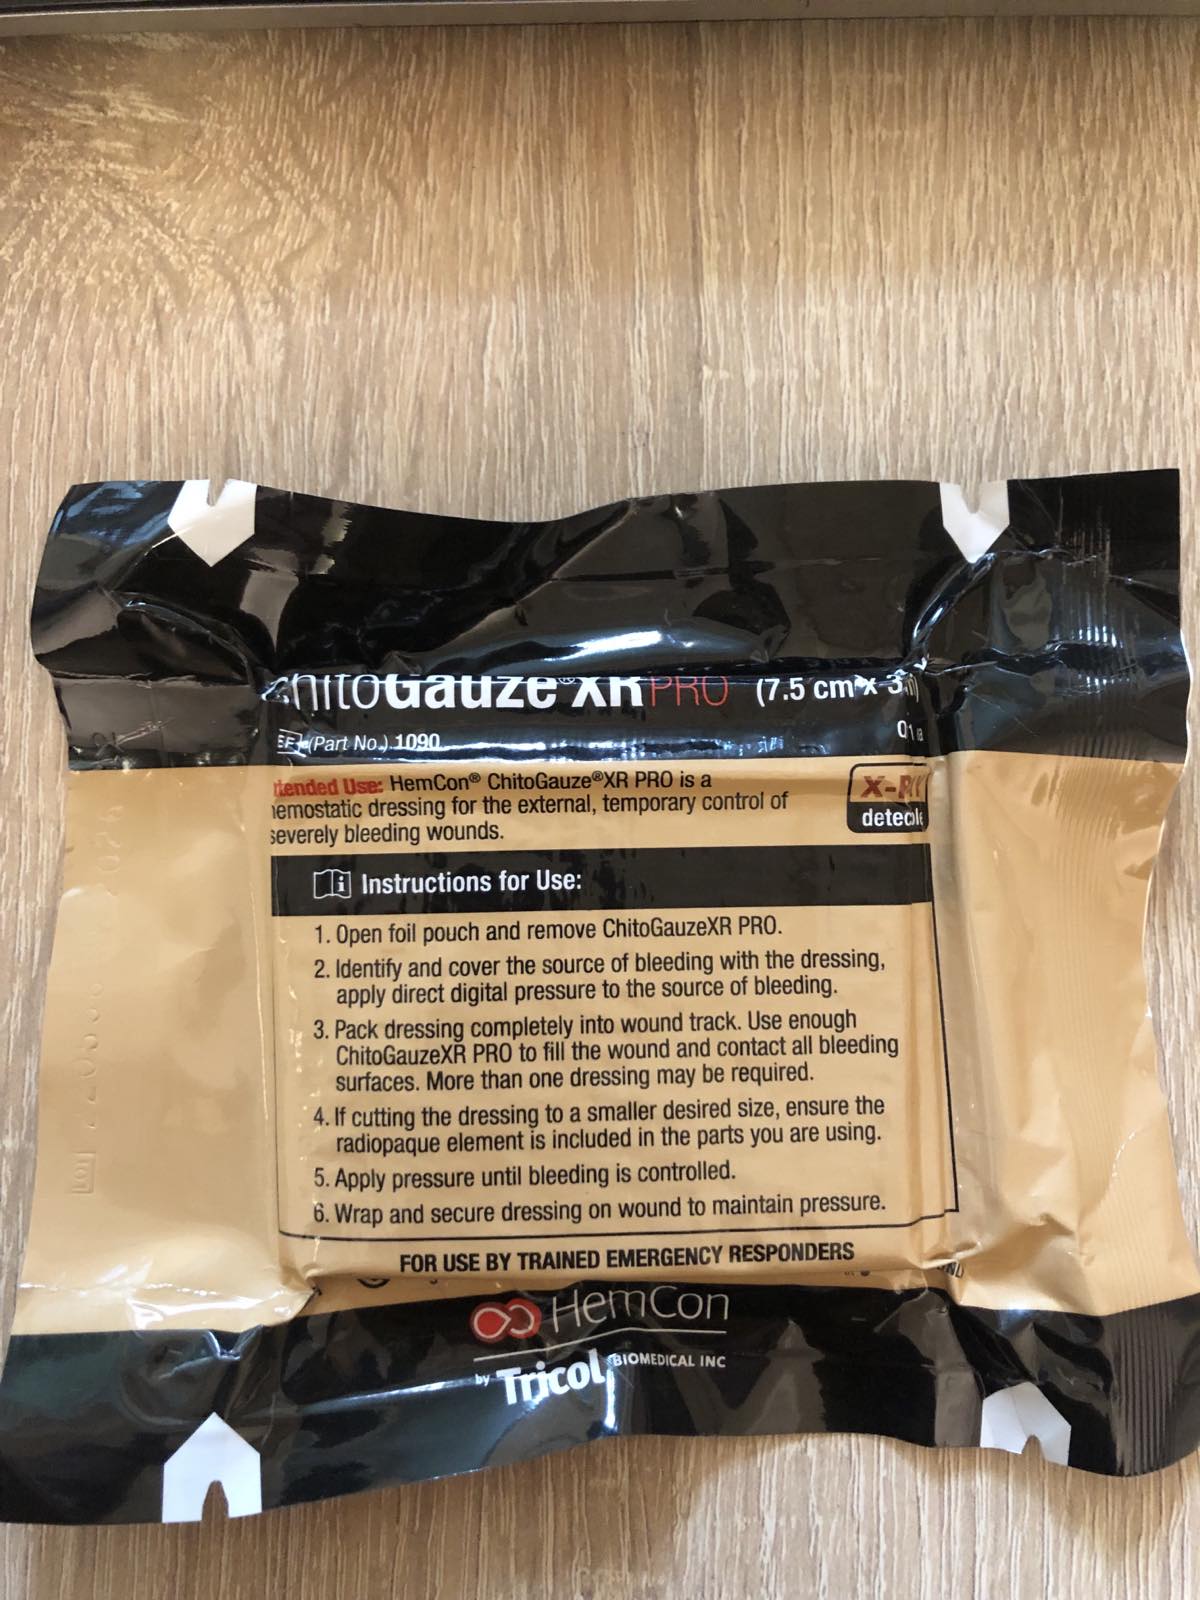 chitoGauze® XR PRO (7.5 cm x 3 m)
EF (Part No.) 1090
Q 1 ea
tended Use: HemCon® ChitoGauze®XR PRO is a
hemostatic dressing for the external, temporary control of
severely bleeding wounds.
X-RAY
detec
Instructions for Use:
1. Open foil pouch and remove ChitoGauzeXR PRO.
2. Identify and cover the source of bleeding with the dressing,
apply direct digital pressure to the source of bleeding.
3. Pack dressing completely into wound track. Use enough
ChitoGauzeXR PRO to fill the wound and contact all bleeding
surfaces. More than one dressing may be required.
4. If cutting the dressing to a smaller desired size, ensure the
radiopaque element is included in the parts you are using.
5. Apply pressure until bleeding is controlled.
6. Wrap and secure dressing on wound to maintain pressure.
FOR USE BY TRAINED EMERGENCY RESPONDERS
HemCon
by Tricol BIOMEDICAL INC
LOT